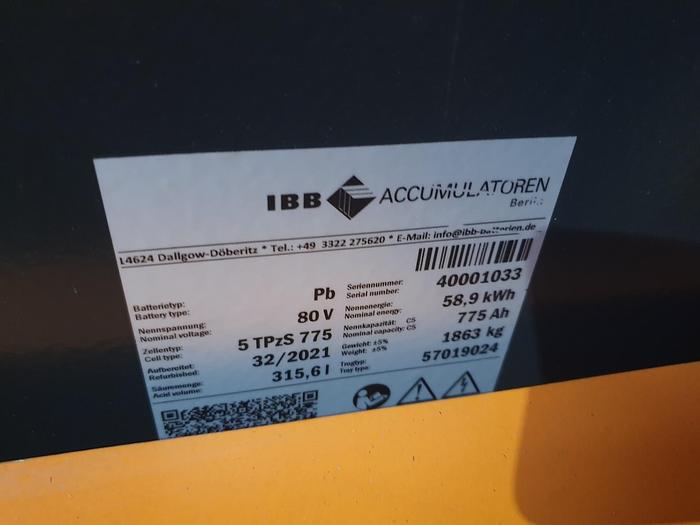 IBB ACCUMULATOREN
Berlin
14624 Dallgow-Döberitz * Tel.: +49 3322 275620 * E-Mail: info@ibb-batterien.de
Batterietyp:
Battery type: Pb
Seriennummer:
Serial number: 40001033
Nennspannung:
Nominal voltage: 80 V
Nennenergie:
Nominal energy: 58,9 kWh
Zellentyp:
Cell type: 5 TPzS 775
Nennkapazität: C5
Nominal capacity: C5 775 Ah
Aufbereitet:
Refurbished: 32/2021
Gewicht: ±5%
Weight: ±5% 1863 kg
Säuremenge:
Acid volume: 315,6 l
Trogtyp:
Tray type: 57019024